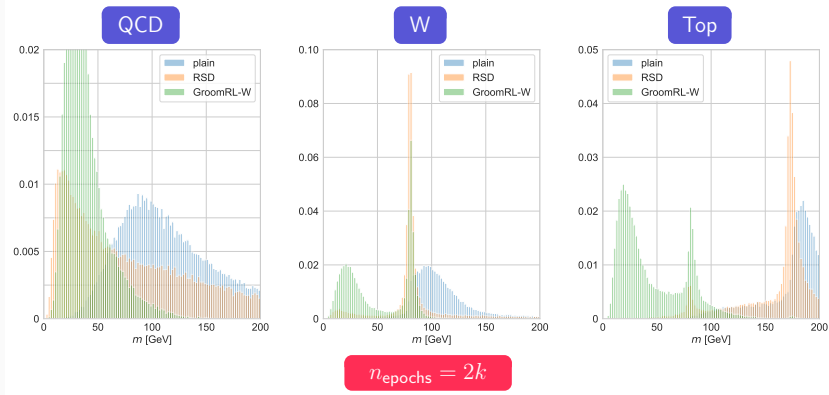 QCD
W
Top
0.02
0.015
0.01
0.005
0
0 50 100 150 200
m [GeV]
plain
RSD
GroomRL-W
0.10
0.08
0.06
0.04
0.02
0
0 50 100 150 200
m [GeV]
plain
RSD
GroomRL-W
0.05
0.04
0.03
0.02
0.01
0
0 50 100 150 200
m [GeV]
plain
RSD
GroomRL-W
n_epochs = 2k